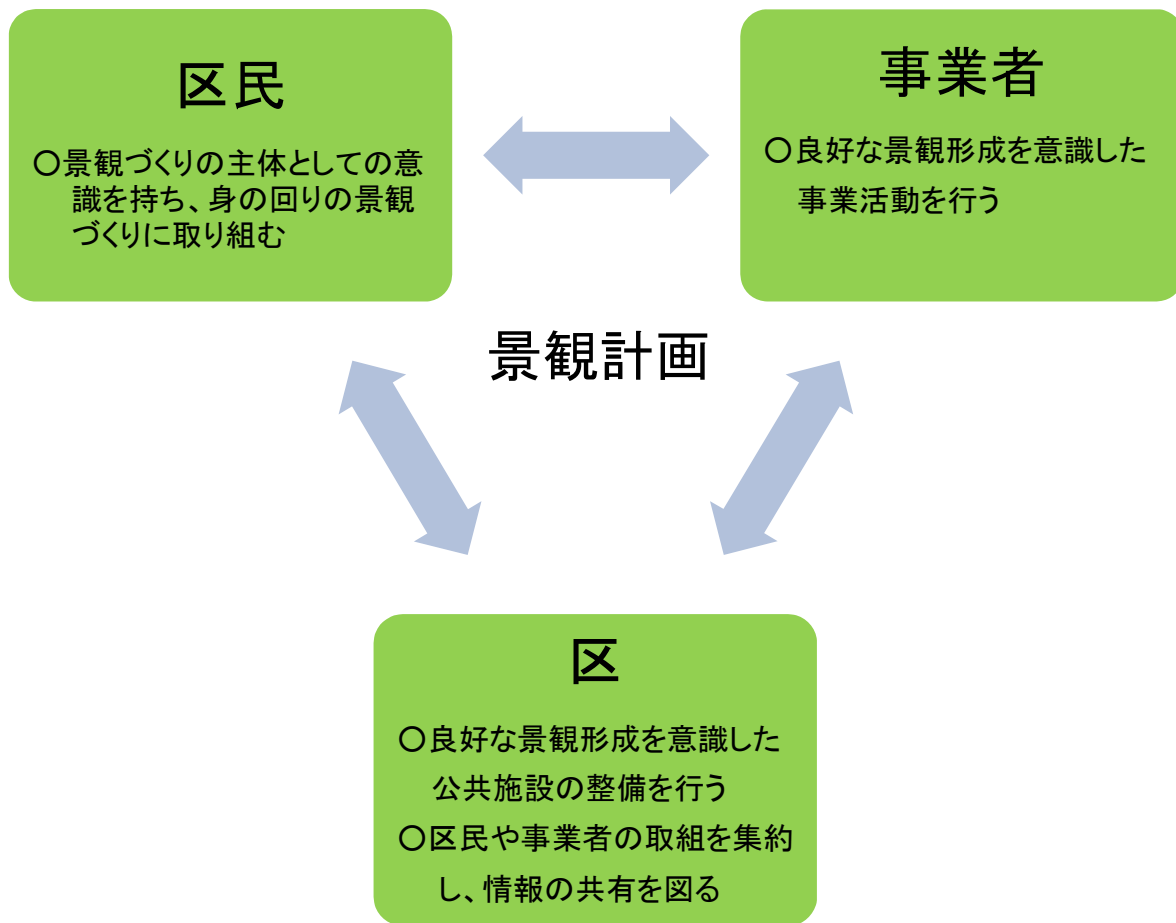 区民
○景観づくりの主体としての意
識を持ち、身の回りの景観
づくりに取り組む
事業者
○良好な景観形成を意識した
事業活動を行う
景観計画
区
○良好な景観形成を意識した
公共施設の整備を行う
○区民や事業者の取組を集約
し、情報の共有を図る